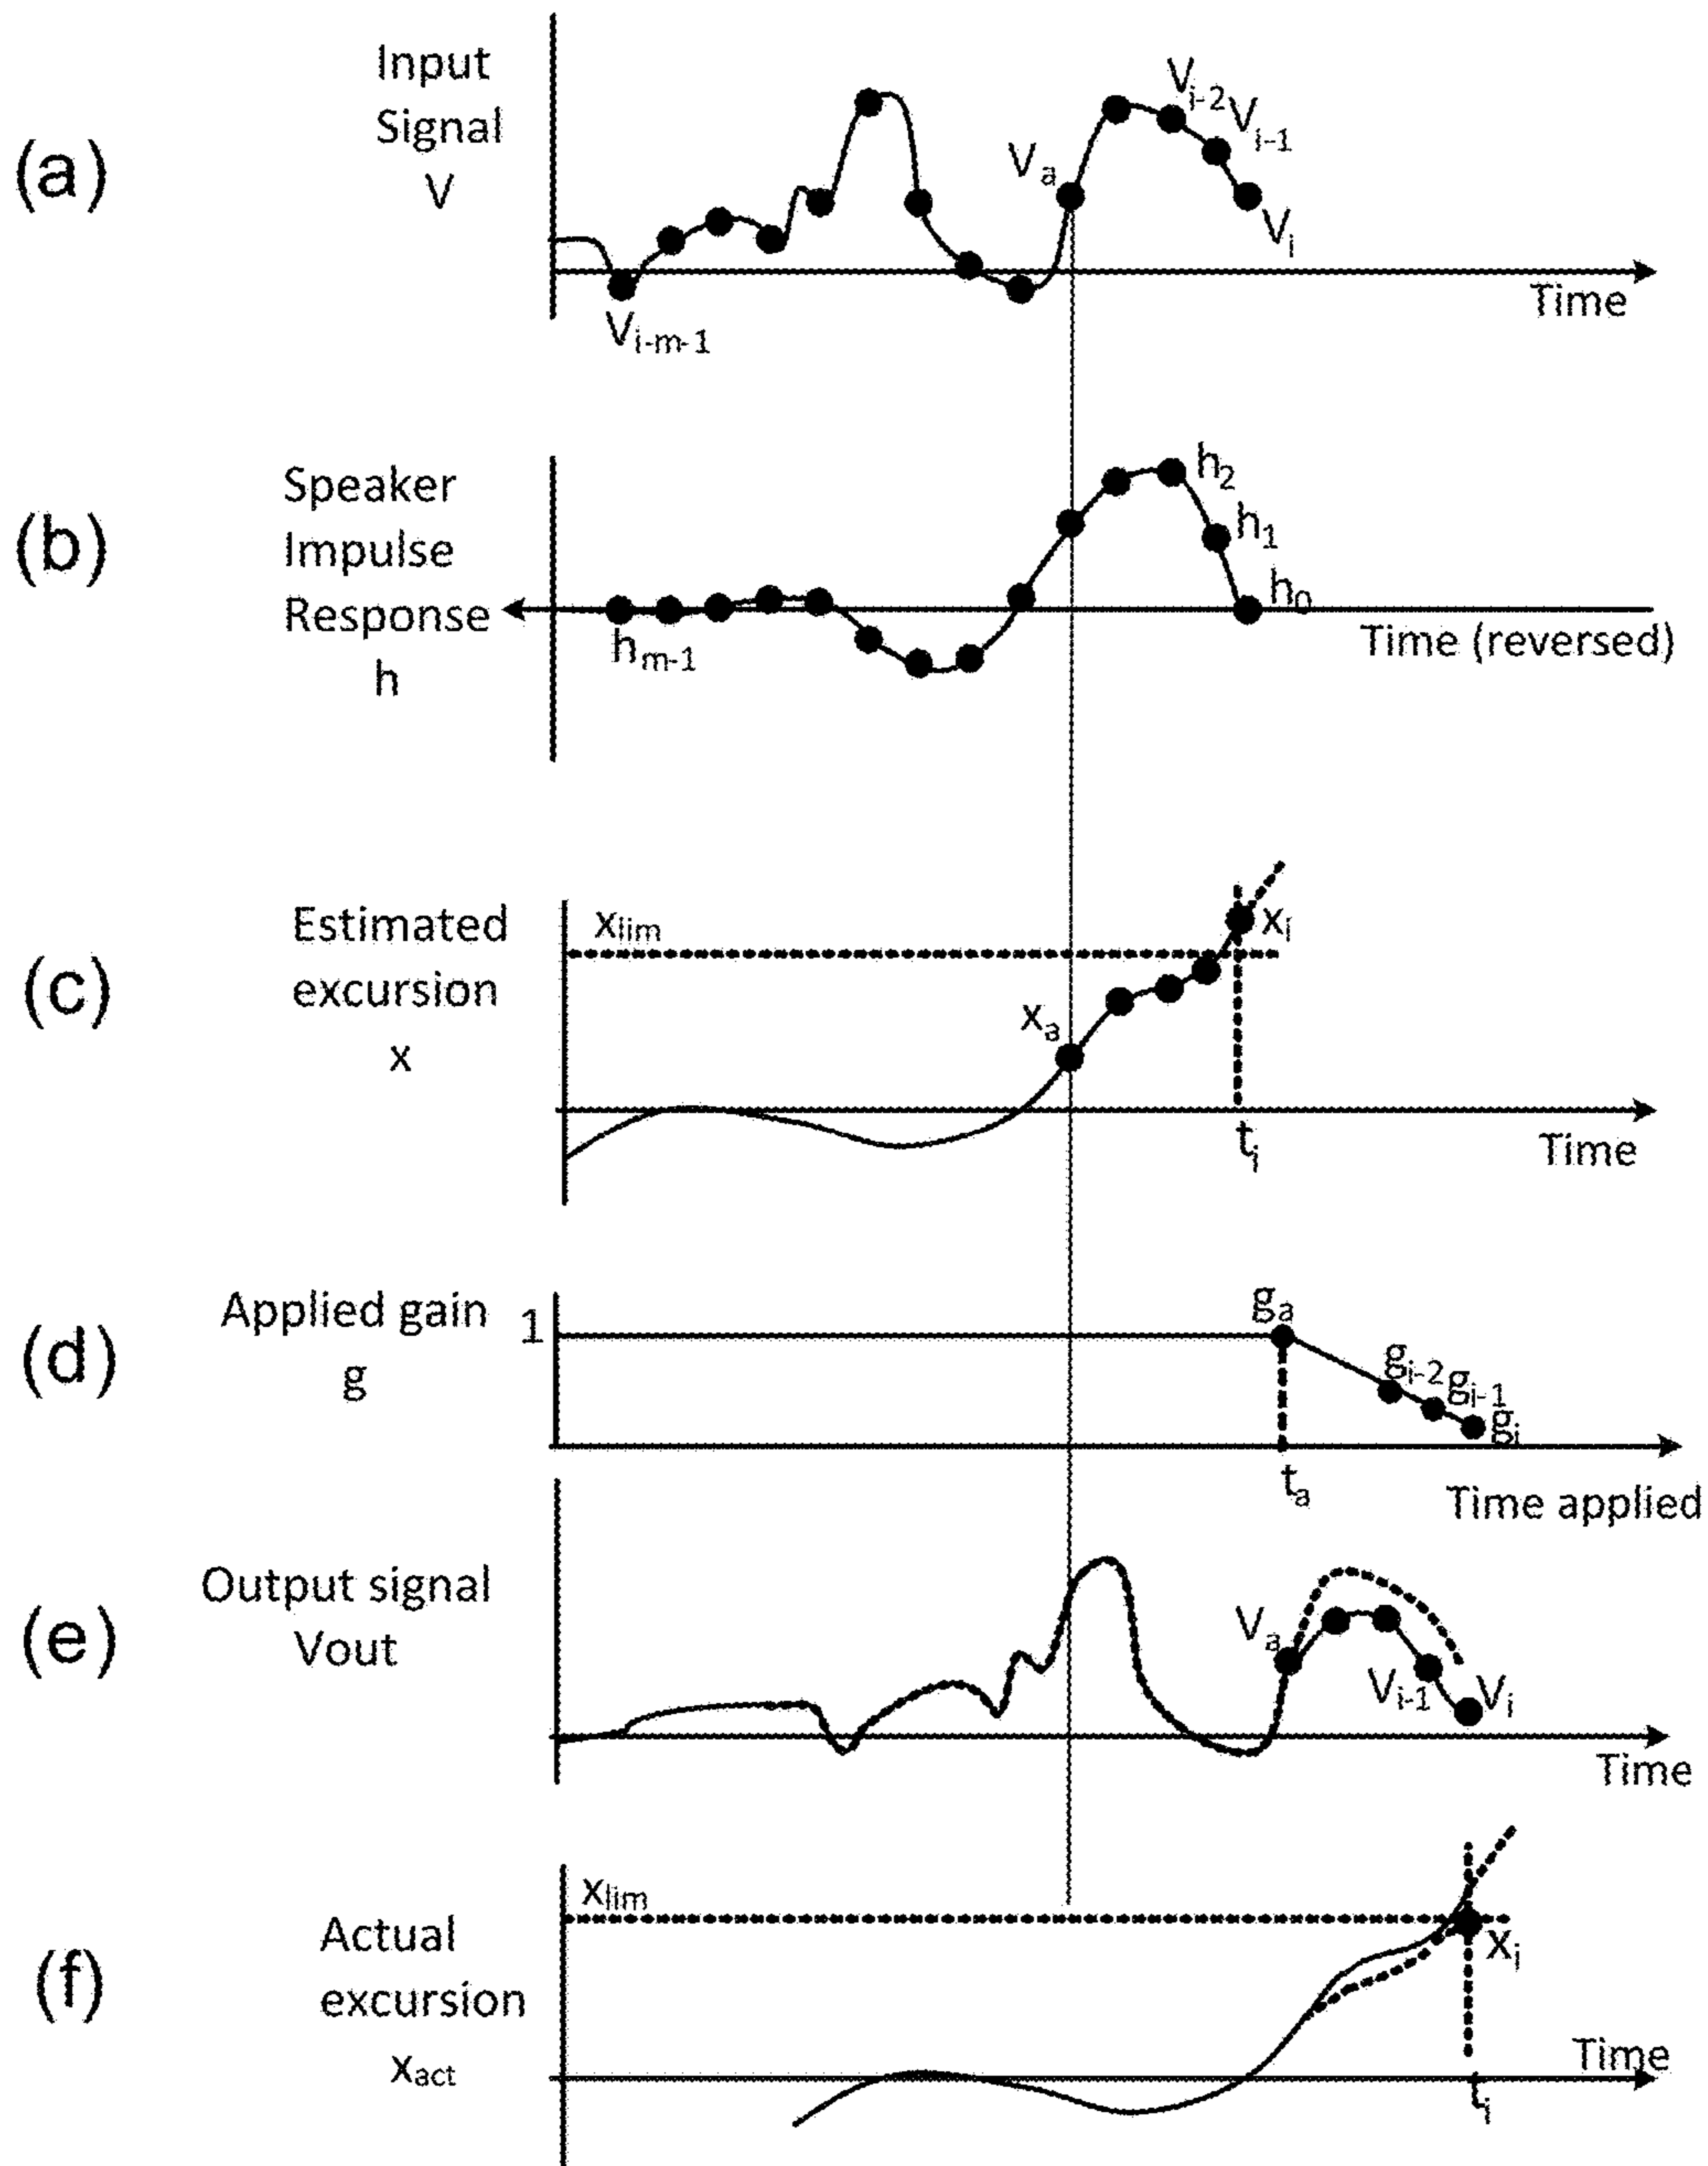 (a)
Input
Signal
V
Va
Vi-2
Vi-1
Vi
Vi-m-1
Time
(b)
Speaker
Impulse
Response
h
h2
h1
h0
hm-1
Time (reversed)
(c)
Estimated
excursion
x
xlim
xi
xa
ti
Time
(d)
Applied gain
g
1
ga
gi-2
gi-1
gi
ta
Time applied
(e)
Output signal
Vout
Va
Vi-1
Vi
Time
(f)
Actual
excursion
xact
xlim
xi
Time
ti